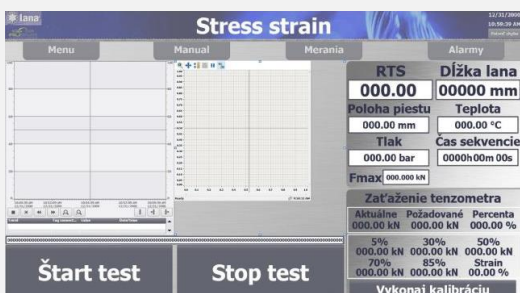 lana
Stress strain
12/31/2000
10:59:39 AM
Menu
Manual
Merania
Alarmy
RTS
Dĺžka lana
000.00
00000 mm
Poloha piestu
Teplota
000.00 mm
000.00 °C
Tlak
Čas sekvencie
000.00 bar
0000h00m 00s
Fmax
000.000 kN
Zaťaženie tenzometra
Aktuálne
Požadované
Percenta
000.00 kN
000.00 kN
000.00 %
5%
30%
50%
000.00 kN
000.00 kN
000.00 kN
70%
85%
Strain
000.00 kN
000.00 kN
00.00 %
Štart test
Stop test
Vykonaj kalibráciu